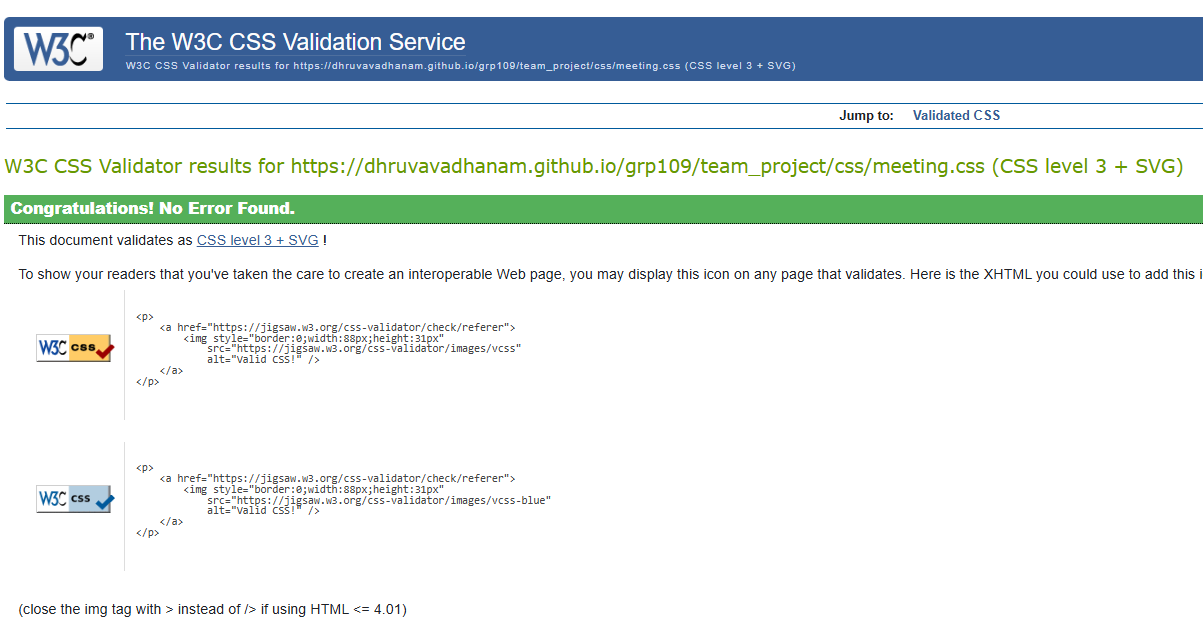 W3C®
The W3C CSS Validation Service
W3C CSS Validator results for https://dhruvavadhanam.github.io/grp109/team_project/css/meeting.css (CSS level 3 + SVG)
Jump to: Validated CSS
W3C CSS Validator results for https://dhruvavadhanam.github.io/grp109/team_project/css/meeting.css (CSS level 3 + SVG)
Congratulations! No Error Found.
This document validates as CSS level 3 + SVG !
To show your readers that you've taken the care to create an interoperable Web page, you may display this icon on any page that validates. Here is the XHTML you could use to add this i
W3C css
<p>
<a href="https://jigsaw.w3.org/css-validator/check/referer">
<img style="border:0;width:88px;height:31px"
src="https://jigsaw.w3.org/css-validator/images/vcss"
alt="Valid CSS!" />
</a>
</p>
W3C css
<p>
<a href="https://jigsaw.w3.org/css-validator/check/referer">
<img style="border:0;width:88px;height:31px"
src="https://jigsaw.w3.org/css-validator/images/vcss-blue"
alt="Valid CSS!" />
</a>
</p>
(close the img tag with > instead of /> if using HTML <= 4.01)